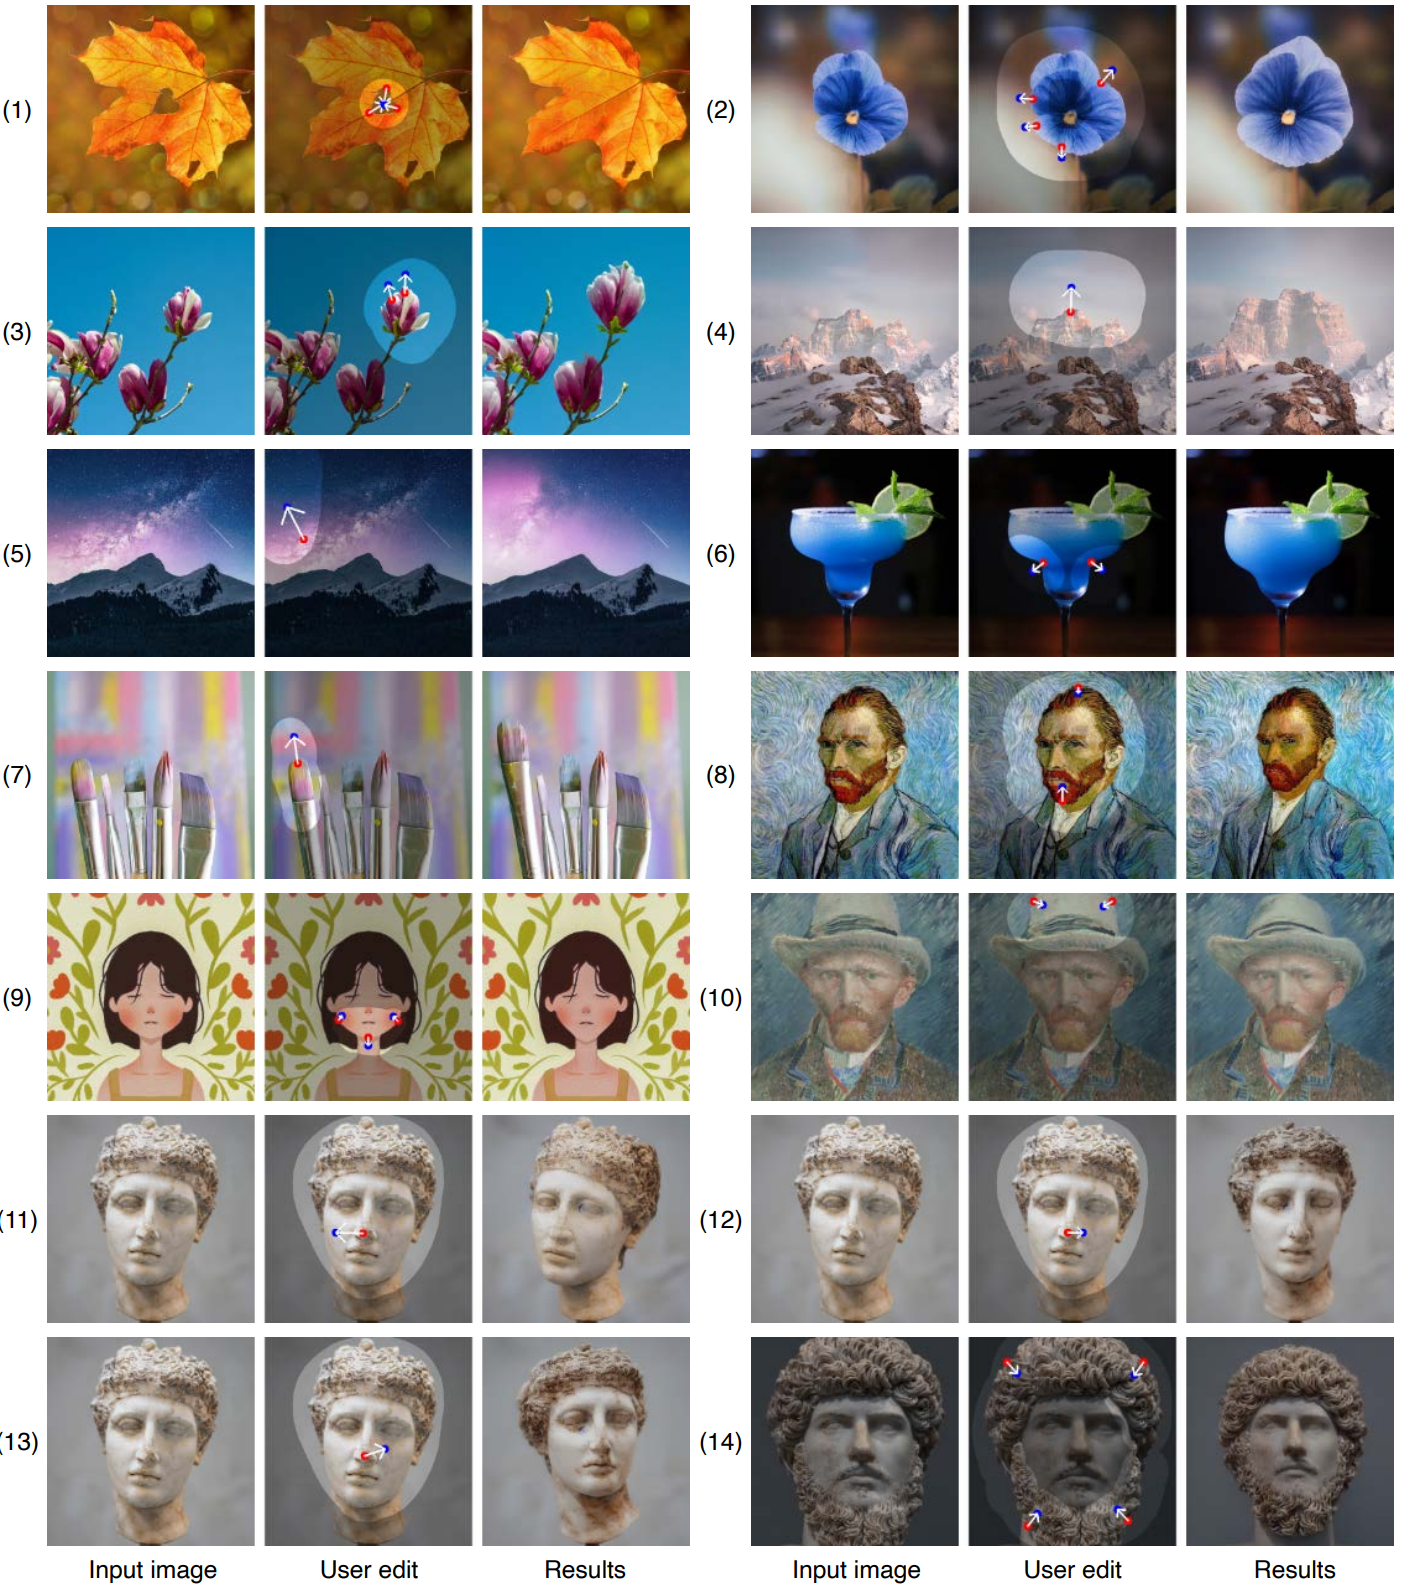 (1)
(2)
(3)
(4)
(5)
(6)
(7)
(8)
(9)
(10)
(11)
(12)
(13)
(14)
Input image
User edit
Results
Input image
User edit
Results